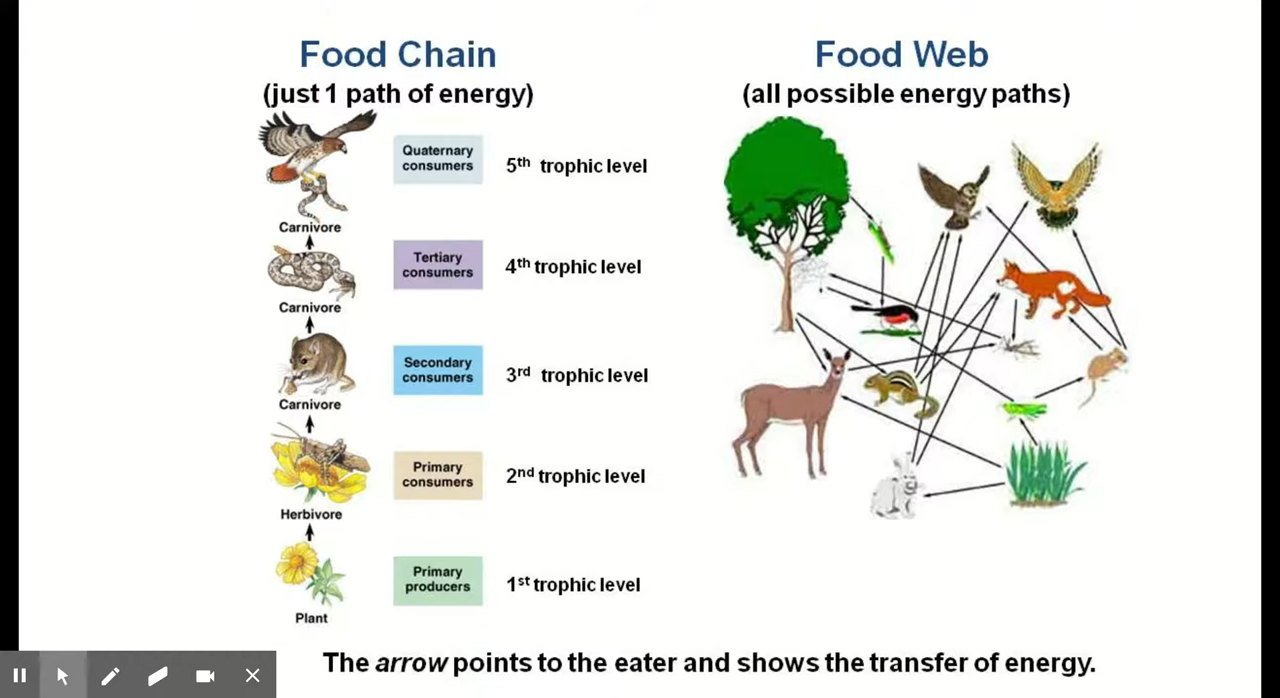 Food Chain
(just 1 path of energy)
Quaternary
consumers
5th trophic level
Carnivore
Tertiary
consumers
4th trophic level
Carnivore
Secondary
consumers
3rd trophic level
Carnivore
Primary
consumers
2nd trophic level
Herbivore
Primary
producers
1st trophic level
Plant
Food Web
(all possible energy paths)
The arrow points to the eater and shows the transfer of energy.